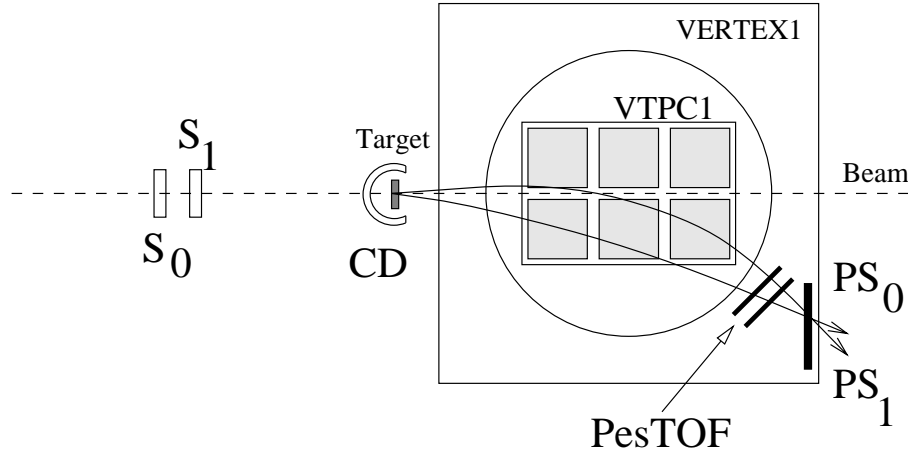 VERTEX1
VTPC1
S1
Target
Beam
S0
CD
PS0
PS1
PesTOF